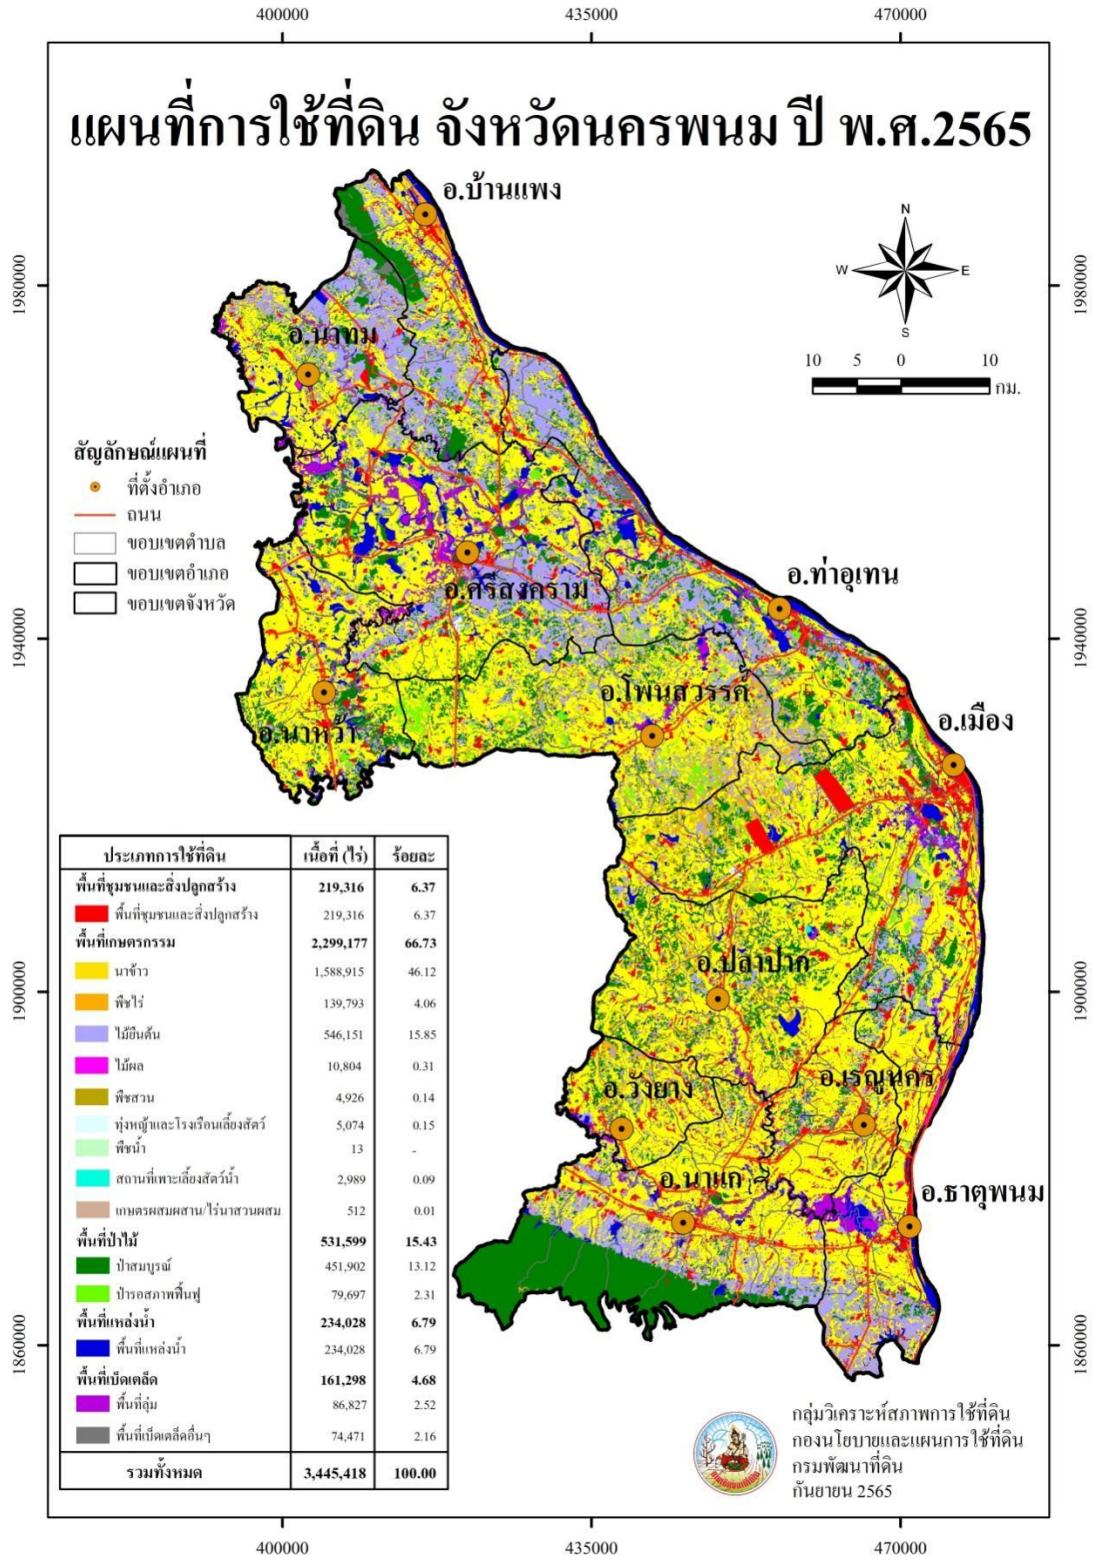 400000 435000 470000
แผนที่การใช้ที่ดิน จังหวัดนครพนม ปี พ.ศ.2565
อ.บ้านแพง
N
W E
S
1980000 1980000
อ.นาทม
10 5 0 10
กม.
สัญลักษณ์แผนที่
ที่ตั้งอำเภอ
ถนน
ขอบเขตตำบล
ขอบเขตอำเภอ
ขอบเขตจังหวัด
อ.ศรีสงคราม
อ.ท่าอุเทน
1940000 1940000
อ.โพนสวรรค์
อ.นาหว้า
อ.เมือง
ประเภทการใช้ที่ดิน เนื้อที่ (ไร่) ร้อยละ
พื้นที่ชุมชนและสิ่งปลูกสร้าง 219,316 6.37
พื้นที่ชุมชนและสิ่งปลูกสร้าง 219,316 6.37
พื้นที่เกษตรกรรม 2,299,177 66.73
นาข้าว 1,588,915 46.12
พืชไร่ 139,793 4.06
ไม้ยืนต้น 546,151 15.85
ไม้ผล 10,804 0.31
พืชสวน 4,926 0.14
ทุ่งหญ้าและโรงเรือนเลี้ยงสัตว์ 5,074 0.15
พืชน้ำ 13 -
สถานที่เพาะเลี้ยงสัตว์น้ำ 2,989 0.09
เกษตรผสมผสาน/ไร่นาสวนผสม 512 0.01
พื้นที่ป่าไม้ 531,599 15.43
ป่าสมบูรณ์ 451,902 13.12
ป่ารอสภาพฟื้นฟู 79,697 2.31
พื้นที่แหล่งน้ำ 234,028 6.79
พื้นที่แหล่งน้ำ 234,028 6.79
พื้นที่เบ็ดเตล็ด 161,298 4.68
พื้นที่ลุ่ม 86,827 2.52
พื้นที่เบ็ดเตล็ดอื่นๆ 74,471 2.16
รวมทั้งหมด 3,445,418 100.00
อ.ปลาปาก
1900000 1900000
อ.วังยาง
อ.เรณูนคร
อ.นาแก
อ.ธาตุพนม
1860000 1860000
กลุ่มวิเคราะห์สภาพการใช้ที่ดิน
กองนโยบายและแผนการใช้ที่ดิน
กรมพัฒนาที่ดิน
กันยายน 2565
400000 435000 470000